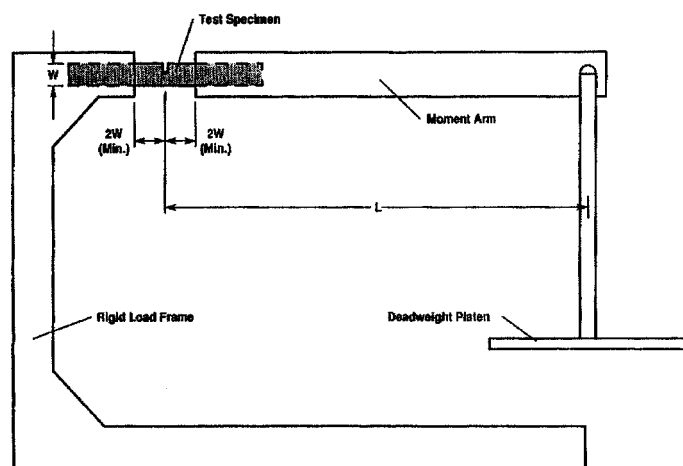 Test Specimen
W
Moment Arm
2W
(Min.)
2W
(Min.)
L
Rigid Load Frame
Deadweight Platen